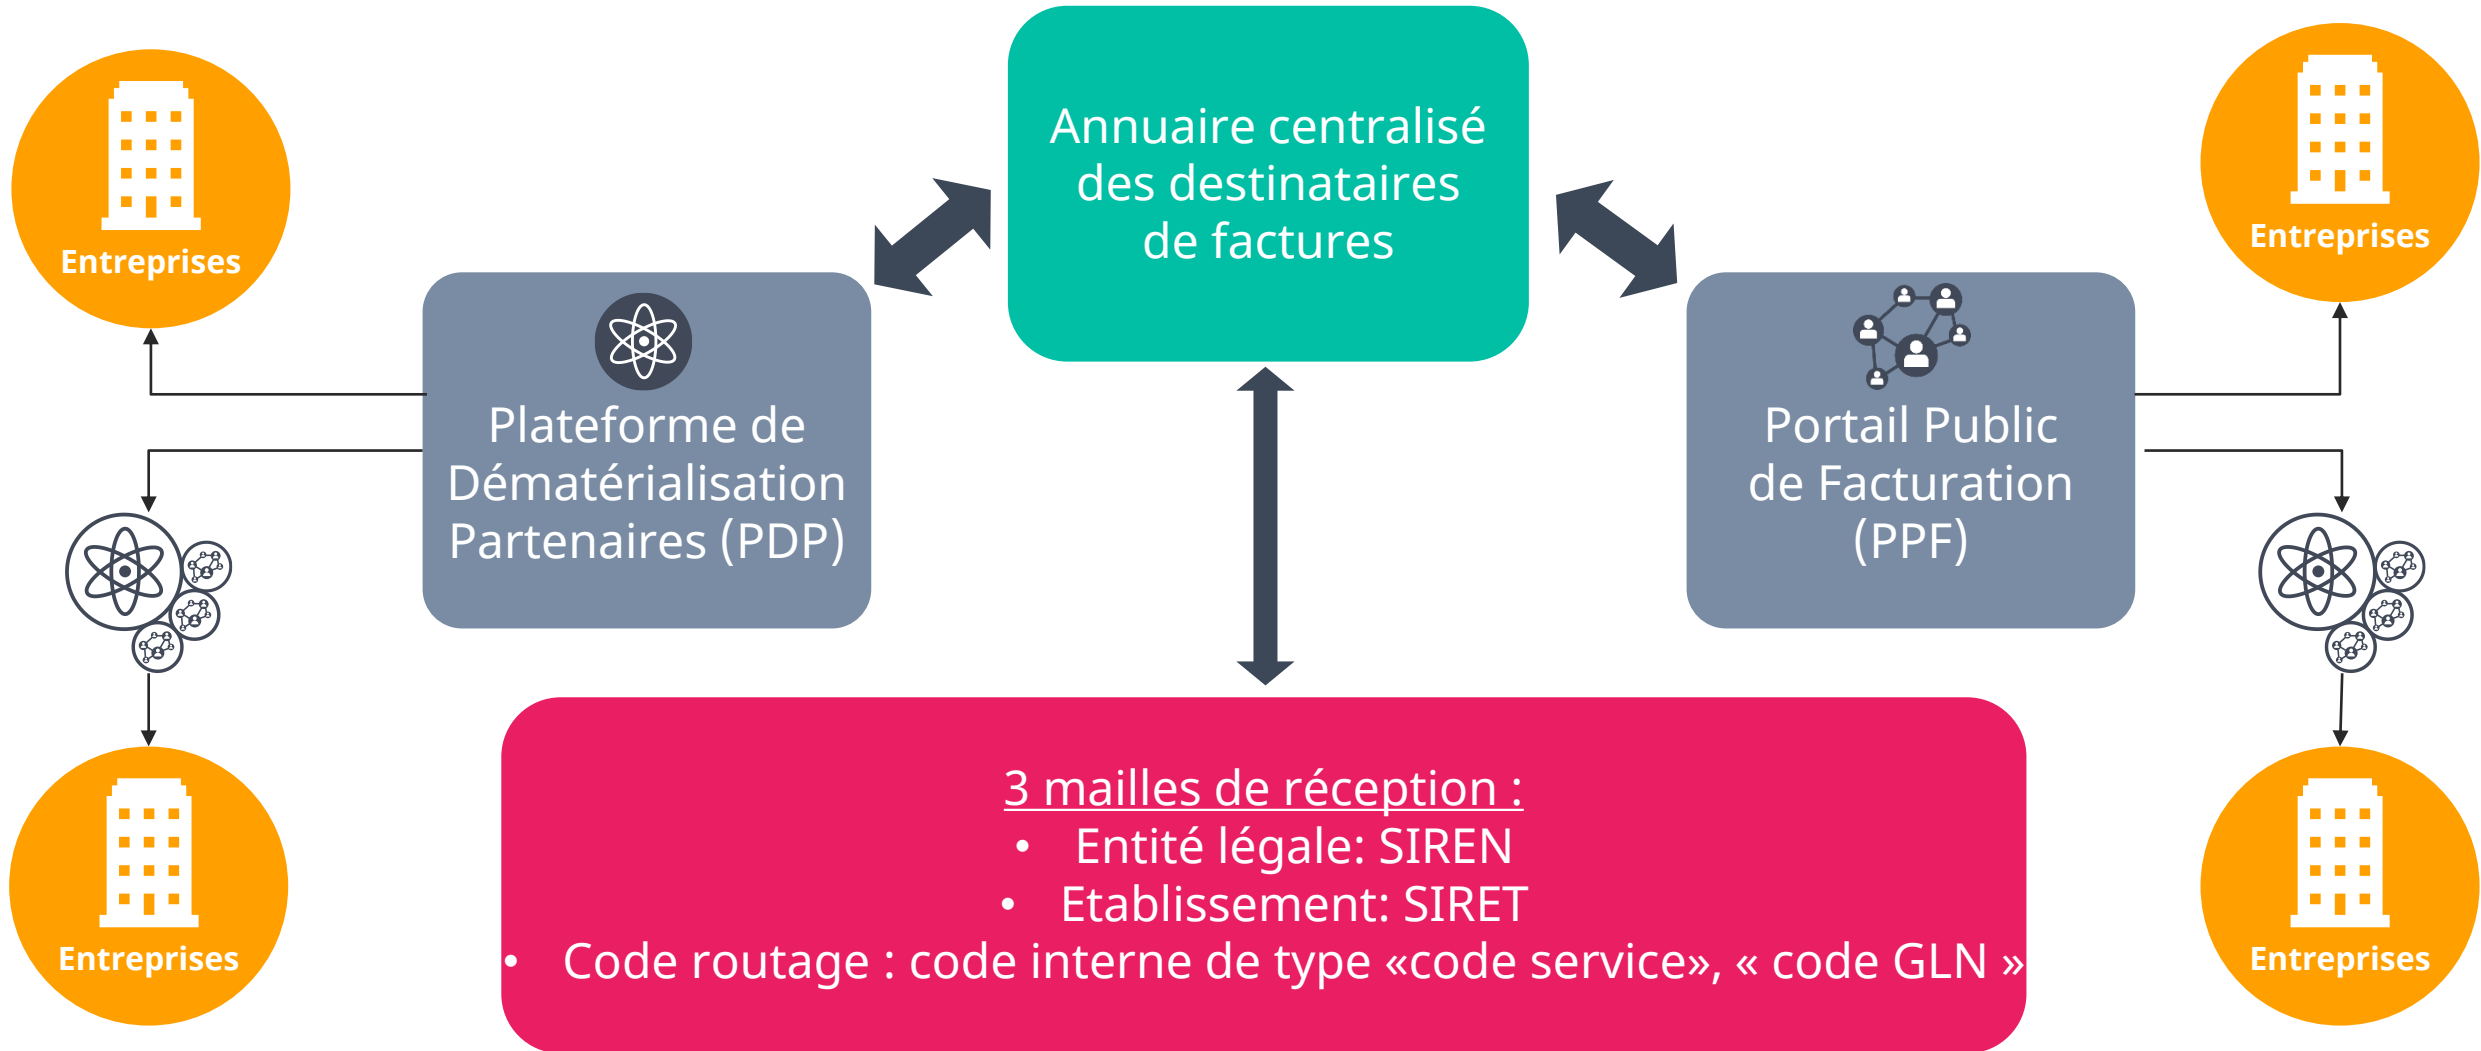 Annuaire centralisé
des destinataires
de factures
Entreprises
Entreprises
Plateforme de
Dématérialisation
Partenaires (PDP)
Portail Public
de Facturation
(PPF)
3 mailles de réception :
• Entité légale: SIREN
• Etablissement: SIRET
• Code routage : code interne de type «code service», « code GLN »
Entreprises
Entreprises